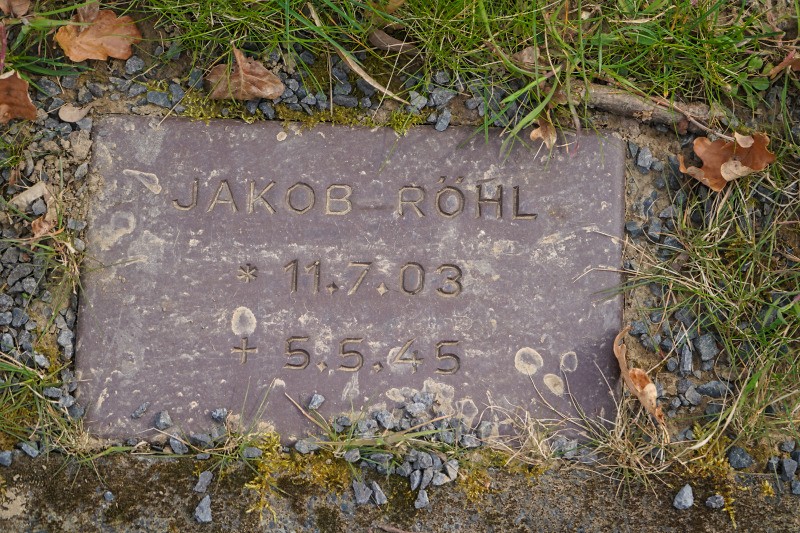 JAKOB RÖHL
* 11.7.03
+ 5.5.45